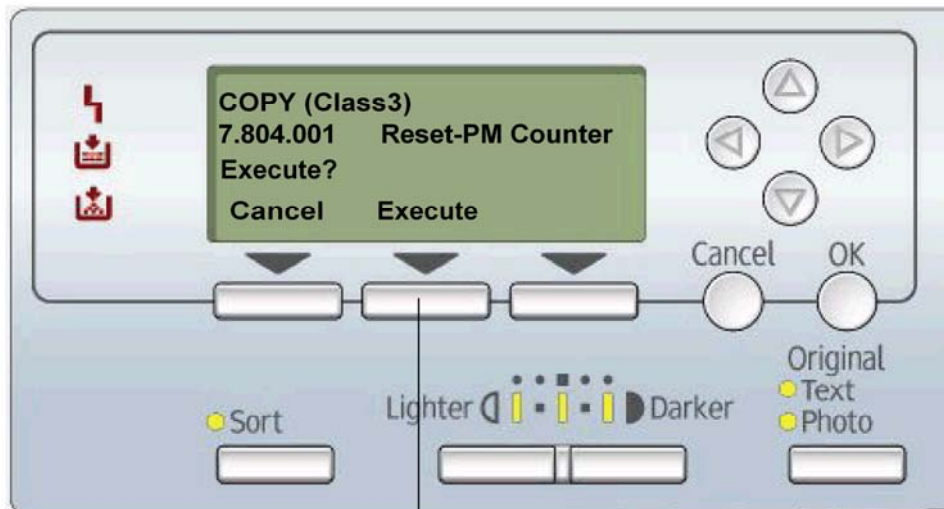 COPY (Class3)
7.804.001 Reset-PM Counter
Execute?
Cancel Execute
Cancel OK
Original
Text
Photo
Sort
Lighter Darker